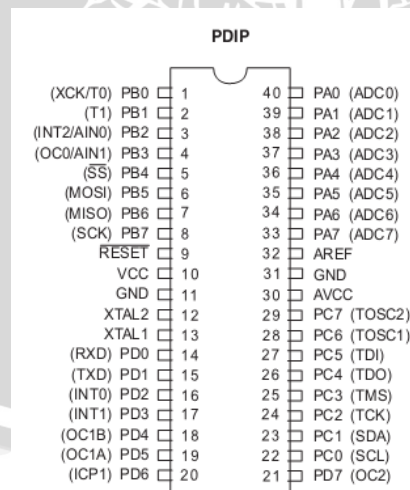 PDIP
(XCK/T0) PB0 1 40 PA0 (ADC0)
(T1) PB1 2 39 PA1 (ADC1)
(INT2/AIN0) PB2 3 38 PA2 (ADC2)
(OC0/AIN1) PB3 4 37 PA3 (ADC3)
(SS) PB4 5 36 PA4 (ADC4)
(MOSI) PB5 6 35 PA5 (ADC5)
(MISO) PB6 7 34 PA6 (ADC6)
(SCK) PB7 8 33 PA7 (ADC7)
RESET 9 32 AREF
VCC 10 31 GND
GND 11 30 AVCC
XTAL2 12 29 PC7 (TOSC2)
XTAL1 13 28 PC6 (TOSC1)
(RXD) PD0 14 27 PC5 (TDI)
(TXD) PD1 15 26 PC4 (TDO)
(INT0) PD2 16 25 PC3 (TMS)
(INT1) PD3 17 24 PC2 (TCK)
(OC1B) PD4 18 23 PC1 (SDA)
(OC1A) PD5 19 22 PC0 (SCL)
(ICP1) PD6 20 21 PD7 (OC2)